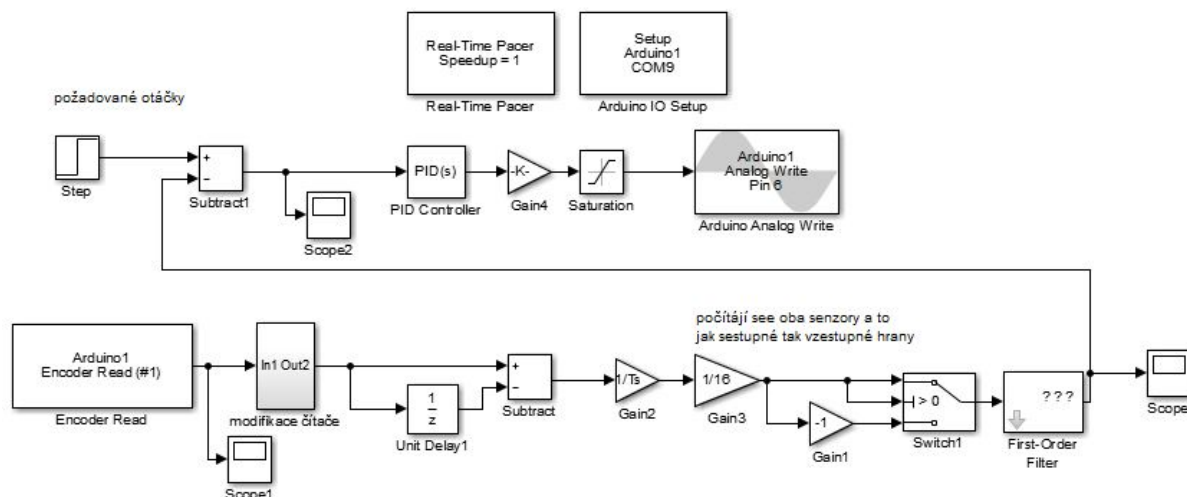 Real-Time Pacer
Speedup = 1
Real-Time Pacer
Setup
Arduino1
COM9
Arduino IO Setup
požadované otáčky
Step
+
−
Subtract1
Scope2
PID(s)
PID Controller
-K-
Gain4
Saturation
Arduino1
Analog Write
Pin 6
Arduino Analog Write
počítájí see oba senzory a to
jak sestupné tak vzestupné hrany
Arduino1
Encoder Read (#1)
Encoder Read
Scope1
In1 Out2
modifikace čítače
1
z
Unit Delay1
+
−
Subtract
1/Ts
Gain2
1/16
Gain3
-1
Gain1
> 0
Switch1
???
First-Order
Filter
Scope